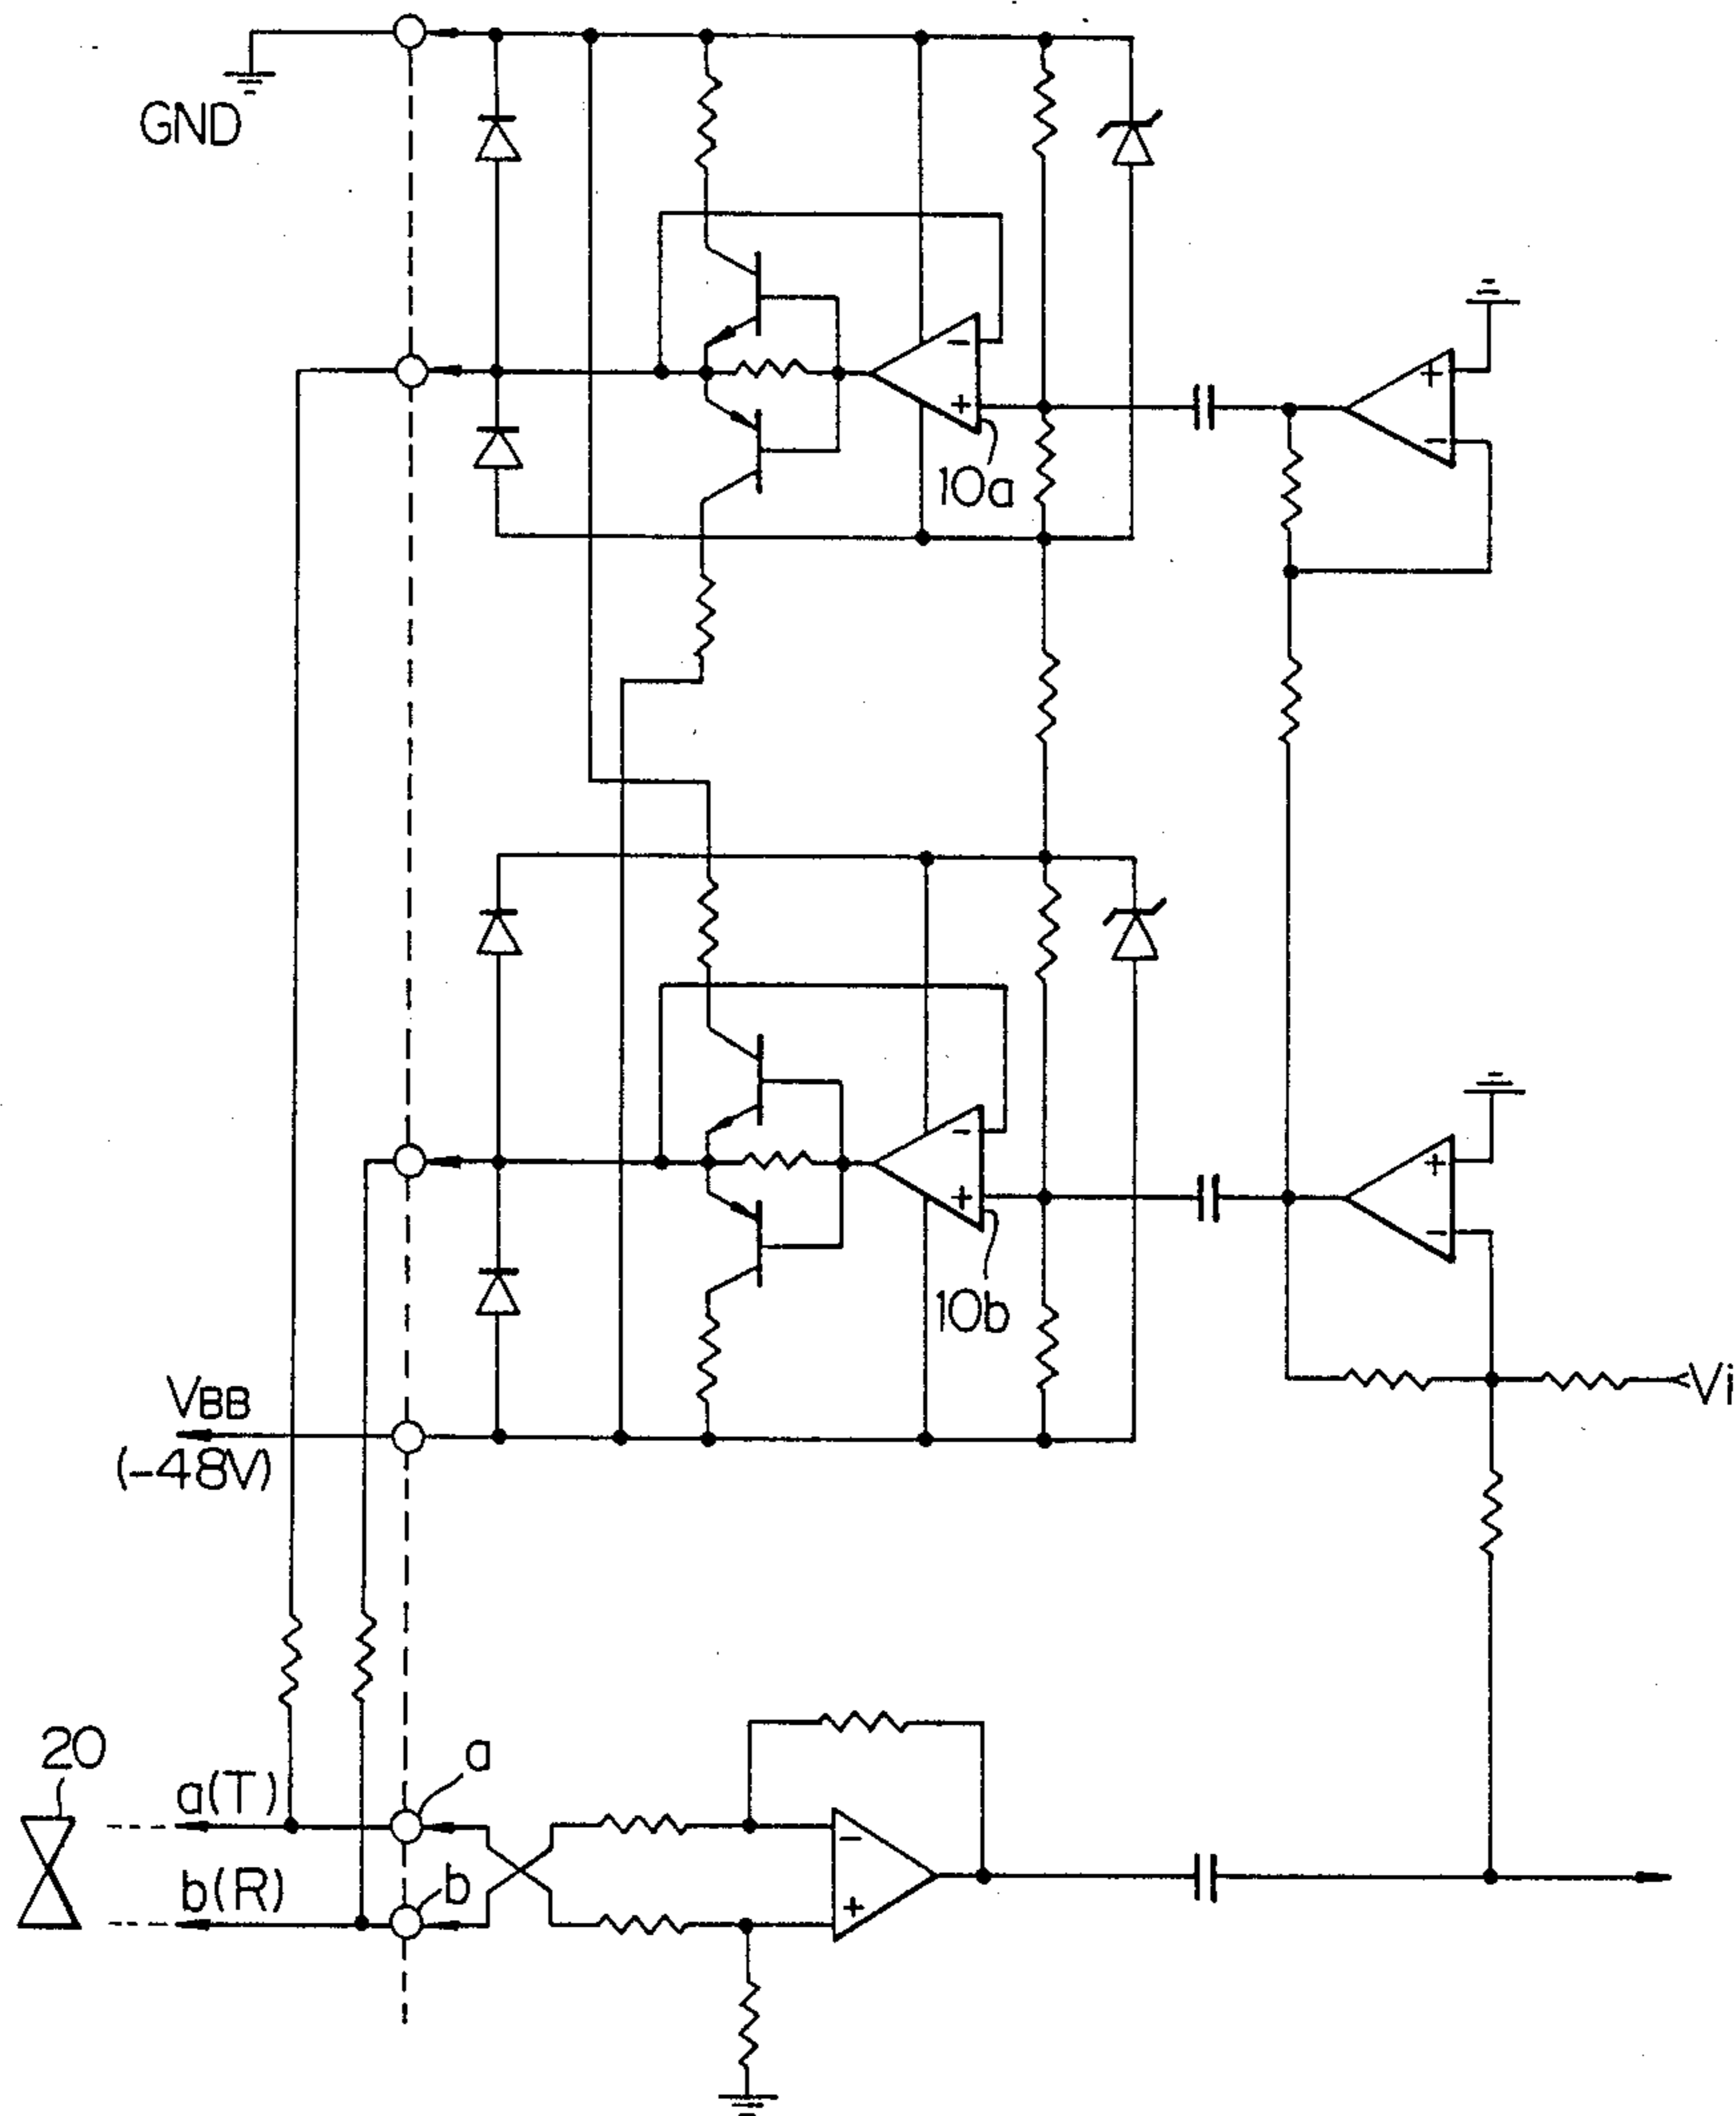 GND
+
-
-
+
10a
-
+
+
-
10b
VBB
(-48V)
Vi
20
a
a(T)
-
b(R)
b
+